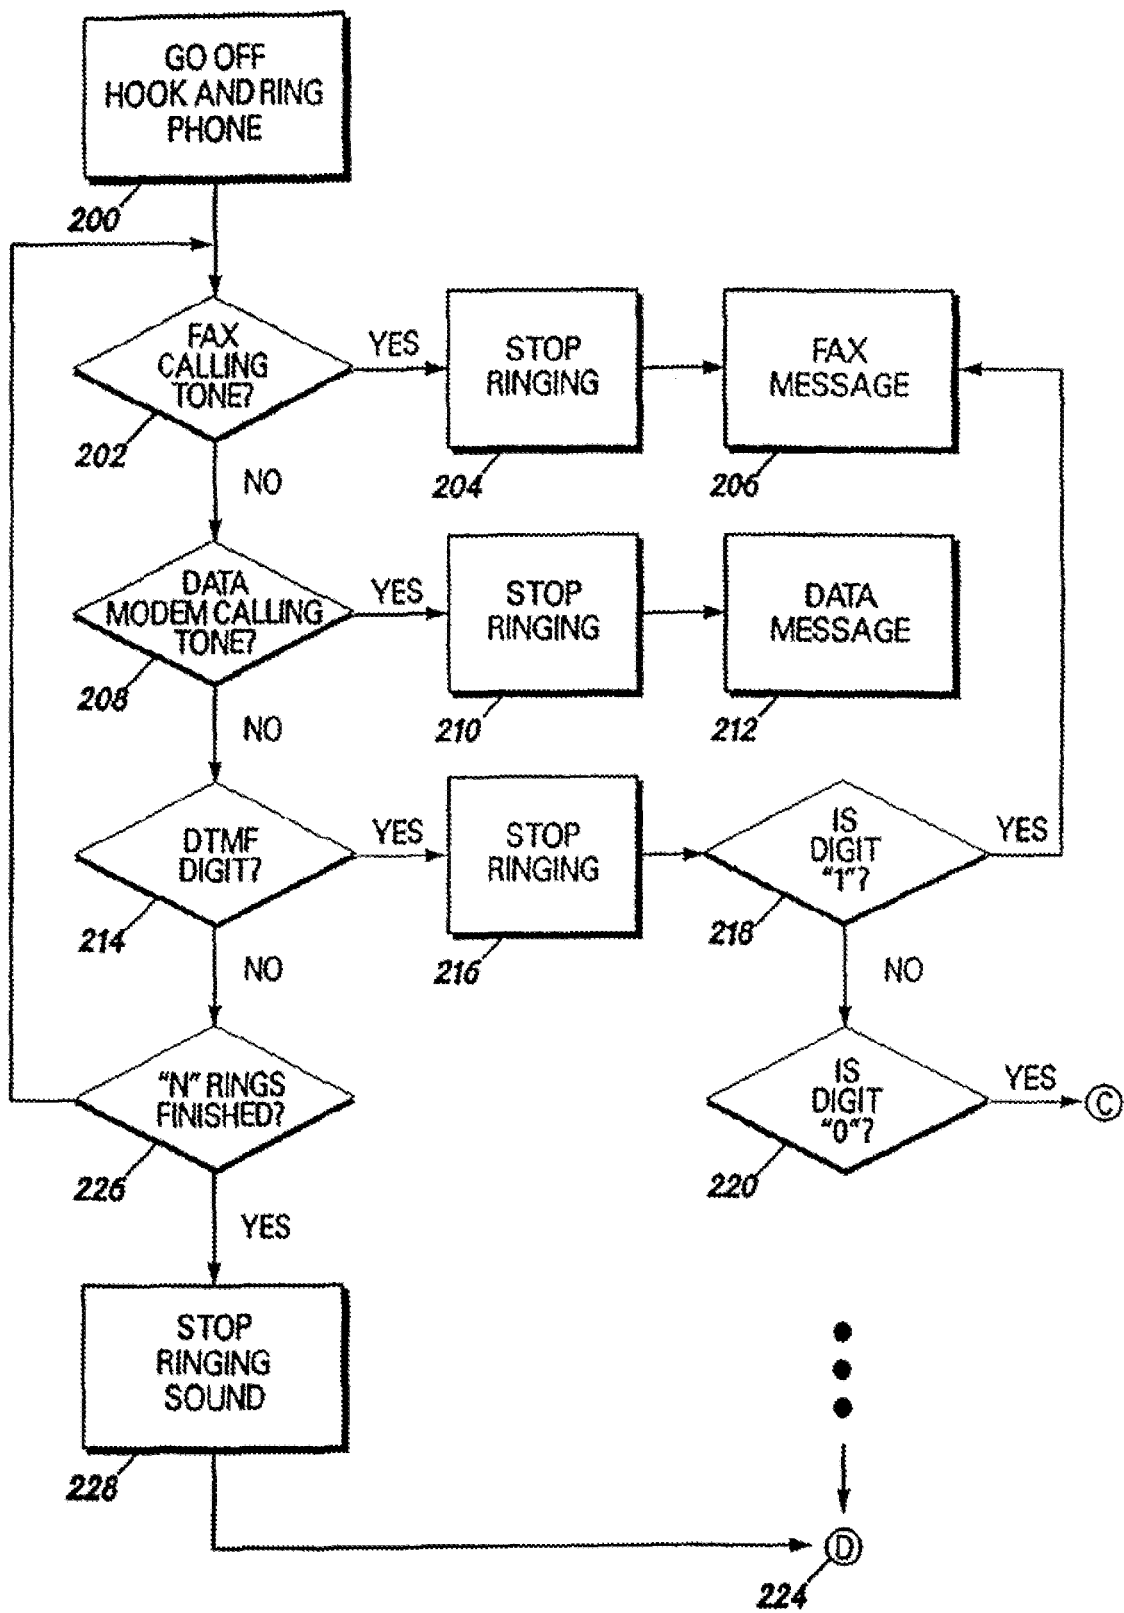 GO OFF
HOOK AND RING
PHONE
200
FAX
CALLING
TONE?
202
YES
STOP
RINGING
204
FAX
MESSAGE
206
NO
DATA
MODEM CALLING
TONE?
208
YES
STOP
RINGING
210
DATA
MESSAGE
212
NO
DTMF
DIGIT?
214
YES
STOP
RINGING
216
IS
DIGIT
"1"?
218
YES
NO
NO
"N" RINGS
FINISHED?
226
IS
DIGIT
"0"?
220
YES
C
YES
STOP
RINGING
SOUND
228
D
224